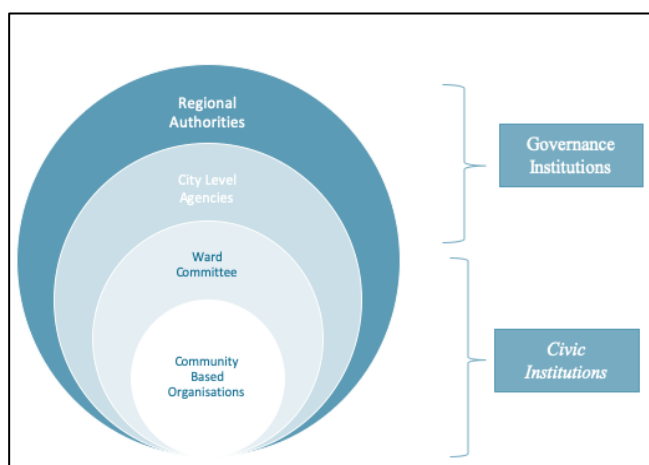 Regional
Authorities
City Level
Agencies
Ward
Committee
Community
Based
Organisations
Governance
Institutions
Civic
Institutions